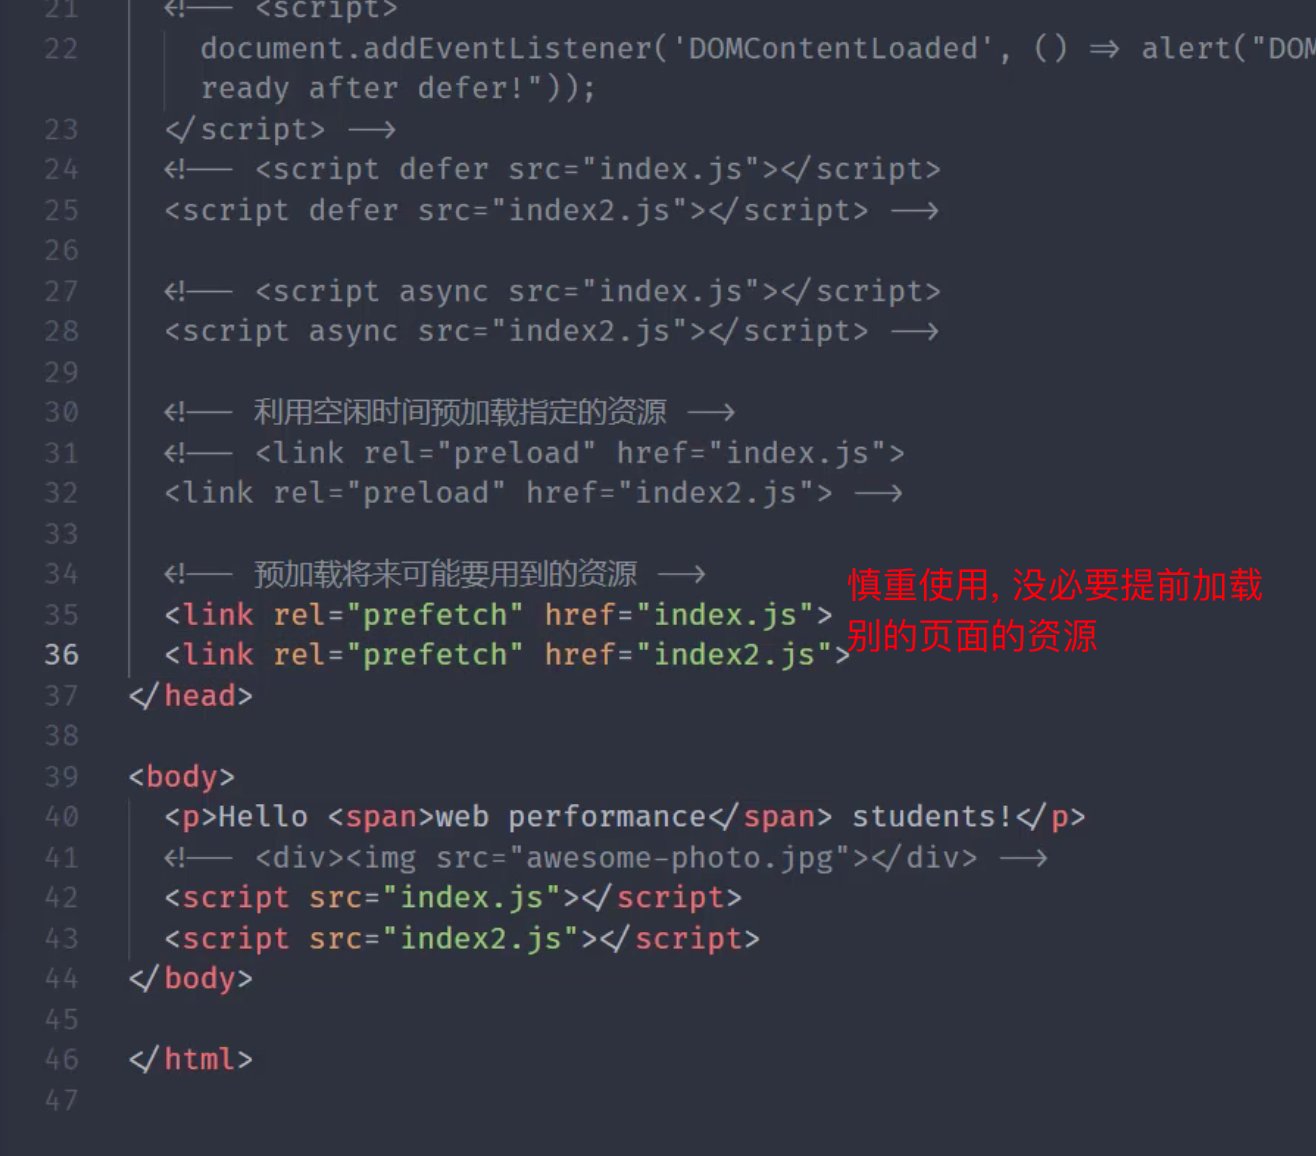 21 <!-- <script>
22 document.addEventListener('DOMContentLoaded', () => alert("DOM
ready after defer!"));
23 </script> -->
24 <!-- <script defer src="index.js"></script>
25 <script defer src="index2.js"></script> -->
26
27 <!-- <script async src="index.js"></script>
28 <script async src="index2.js"></script> -->
29
30 <!-- 利用空闲时间预加载指定的资源 -->
31 <!-- <link rel="preload" href="index.js">
32 <link rel="preload" href="index2.js"> -->
33
34 <!-- 预加载将来可能要用到的资源 -->
35 <link rel="prefetch" href="index.js">
36 <link rel="prefetch" href="index2.js">
慎重使用, 没必要提前加载
别的页面的资源
37 </head>
38
39 <body>
40 <p>Hello <span>web performance</span> students!</p>
41 <!-- <div><img src="awesome-photo.jpg"></div> -->
42 <script src="index.js"></script>
43 <script src="index2.js"></script>
44 </body>
45
46 </html>
47